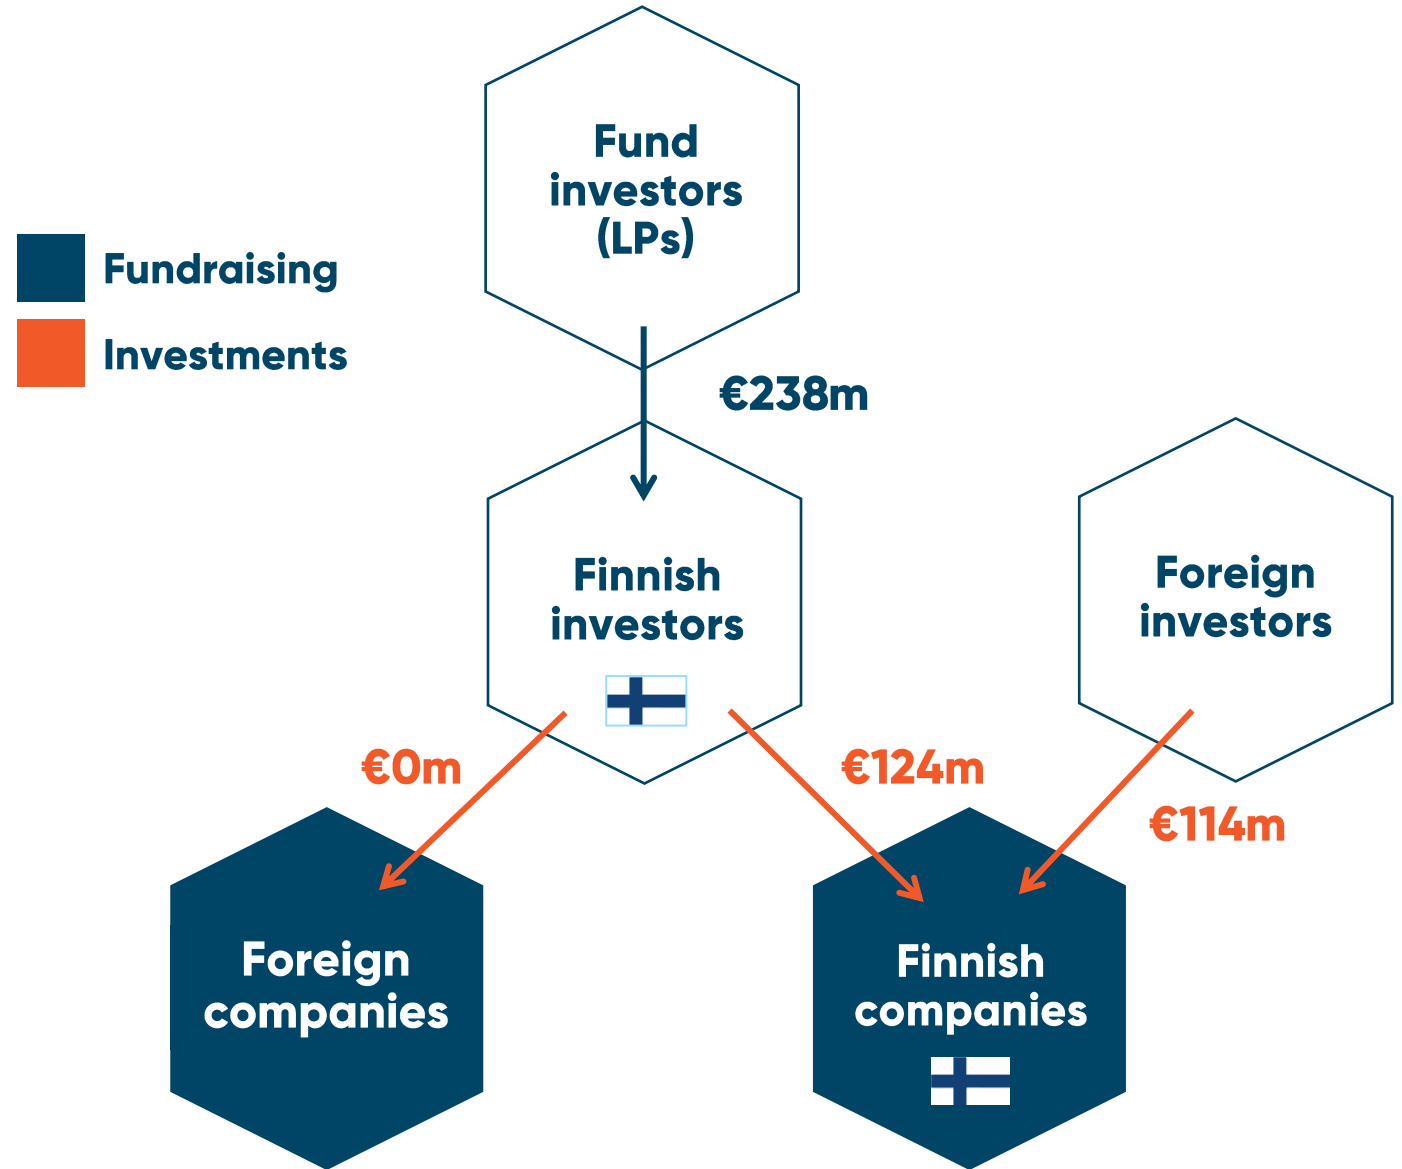 Fund
investors
(LPs)
Fundraising
Investments
€238m
Finnish
investors
Foreign
investors
€0m
€124m
€114m
Foreign
companies
Finnish
companies